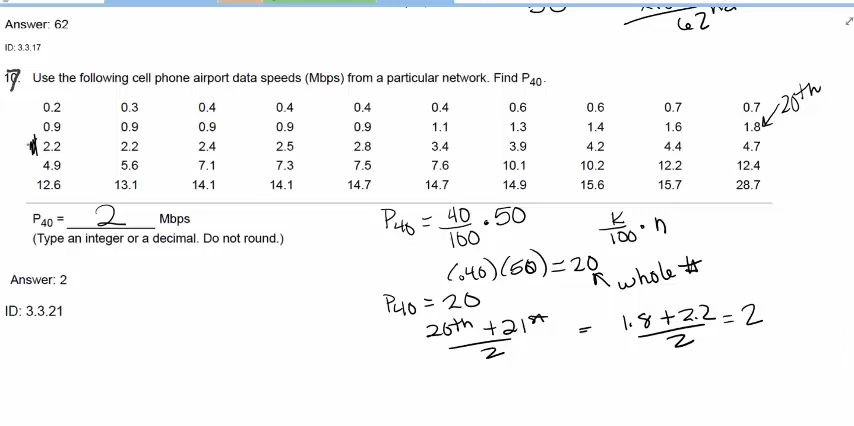 62
Answer: 62
ID: 3.3.17
17. Use the following cell phone airport data speeds (Mbps) from a particular network. Find P40.
20th
0.2 0.3 0.4 0.4 0.4 0.4 0.6 0.6 0.7 0.7
0.9 0.9 0.9 0.9 0.9 1.1 1.3 1.4 1.6 1.8
2.2 2.2 2.4 2.5 2.8 3.4 3.9 4.2 4.4 4.7
4.9 5.6 7.1 7.3 7.5 7.6 10.1 10.2 12.2 12.4
12.6 13.1 14.1 14.1 14.7 14.7 14.9 15.6 15.7 28.7
P40 = 2 Mbps
(Type an integer or a decimal. Do not round.)
P40 = 40/100 · 50
K/100 · n
(.40)(50) = 20
whole #
Answer: 2
ID: 3.3.21
P40 = 20
20th + 21st / 2 = 1.8 + 2.2 / 2 = 2